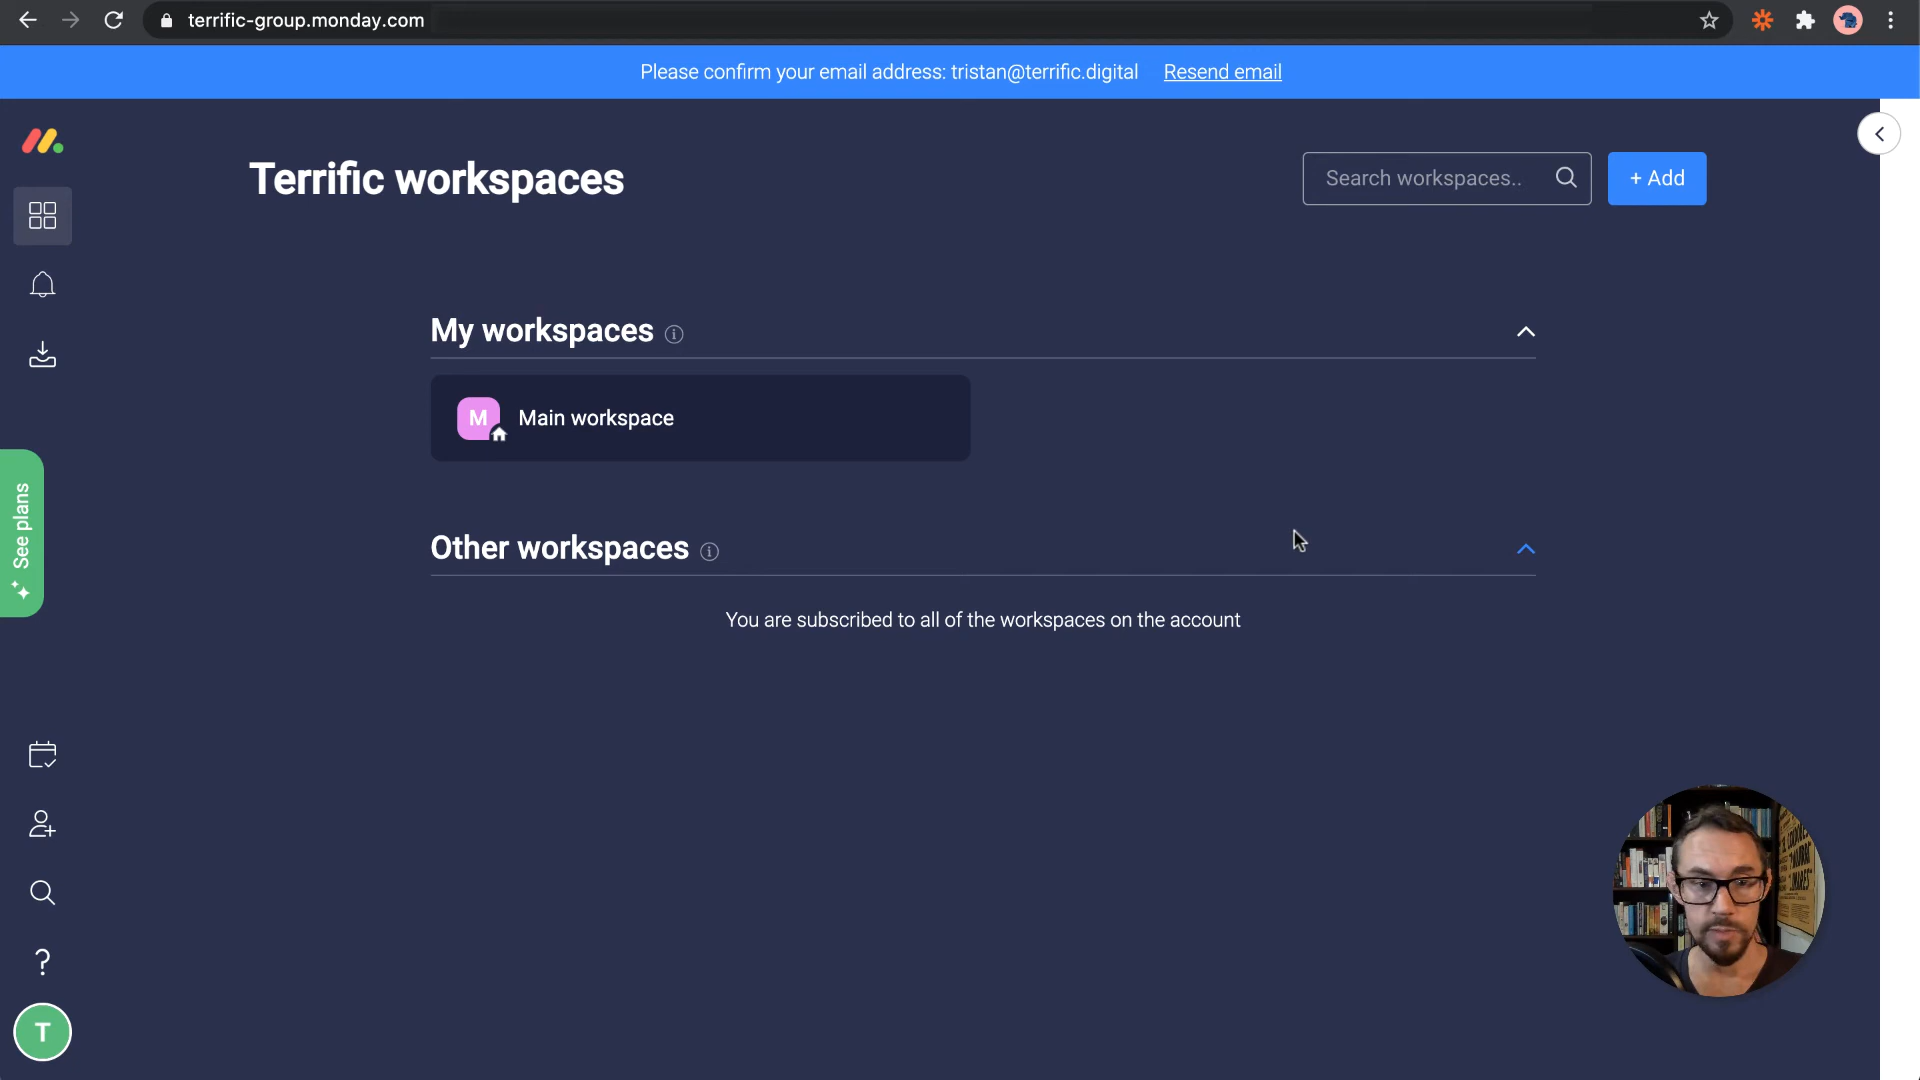 terrific-group.monday.com
Please confirm your email address: tristan@terrific.digital Resend email
Terrific workspaces
Search workspaces..
+ Add
My workspaces
M Main workspace
See plans
Other workspaces
You are subscribed to all of the workspaces on the account
T